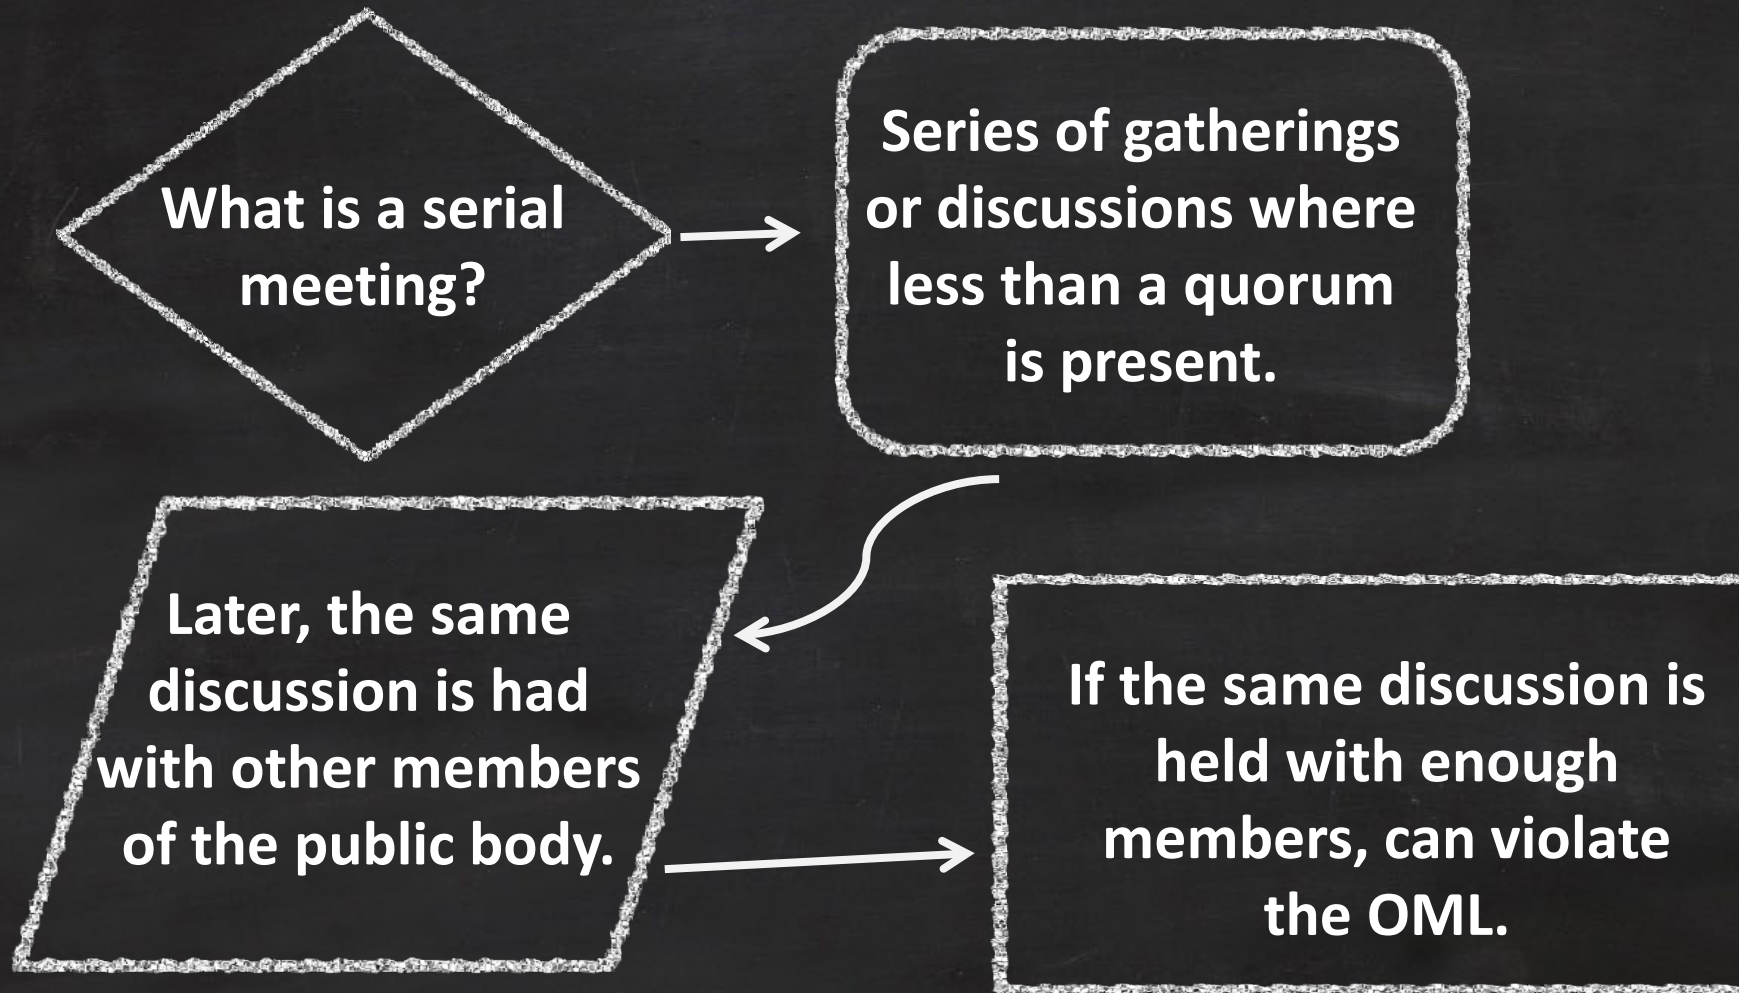 What is a serial
meeting?
Series of gatherings
or discussions where
less than a quorum
is present.
Later, the same
discussion is had
with other members
of the public body.
If the same discussion is
held with enough
members, can violate
the OML.